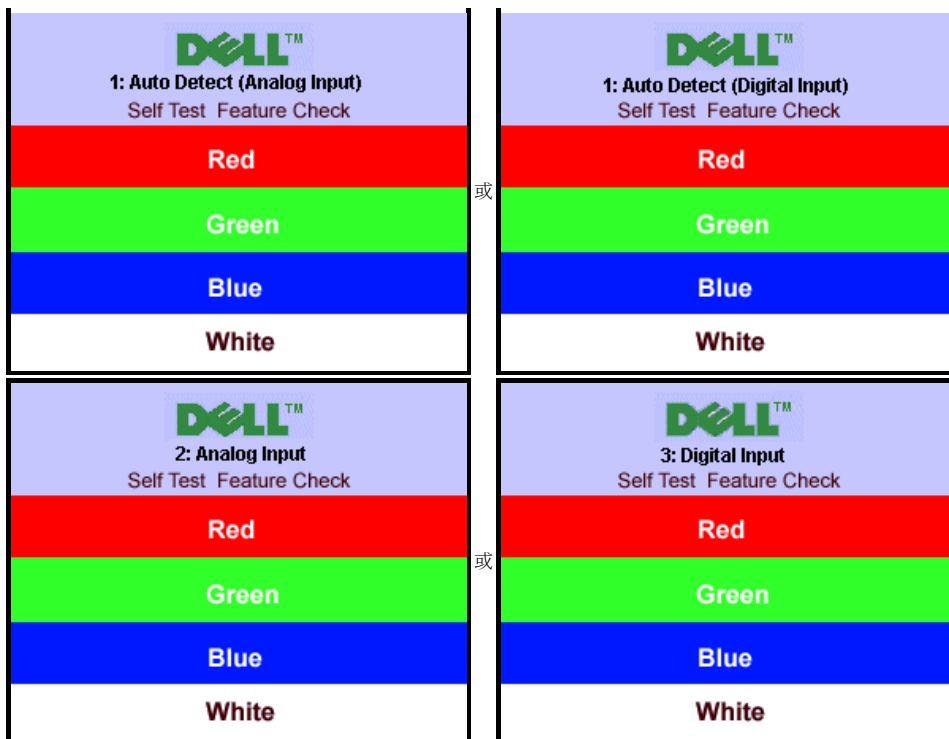 DELL™
1: Auto Detect (Analog Input)
Self Test Feature Check
Red
Green
Blue
White
或
DELL™
1: Auto Detect (Digital Input)
Self Test Feature Check
Red
Green
Blue
White
DELL™
2: Analog Input
Self Test Feature Check
Red
Green
Blue
White
或
DELL™
3: Digital Input
Self Test Feature Check
Red
Green
Blue
White